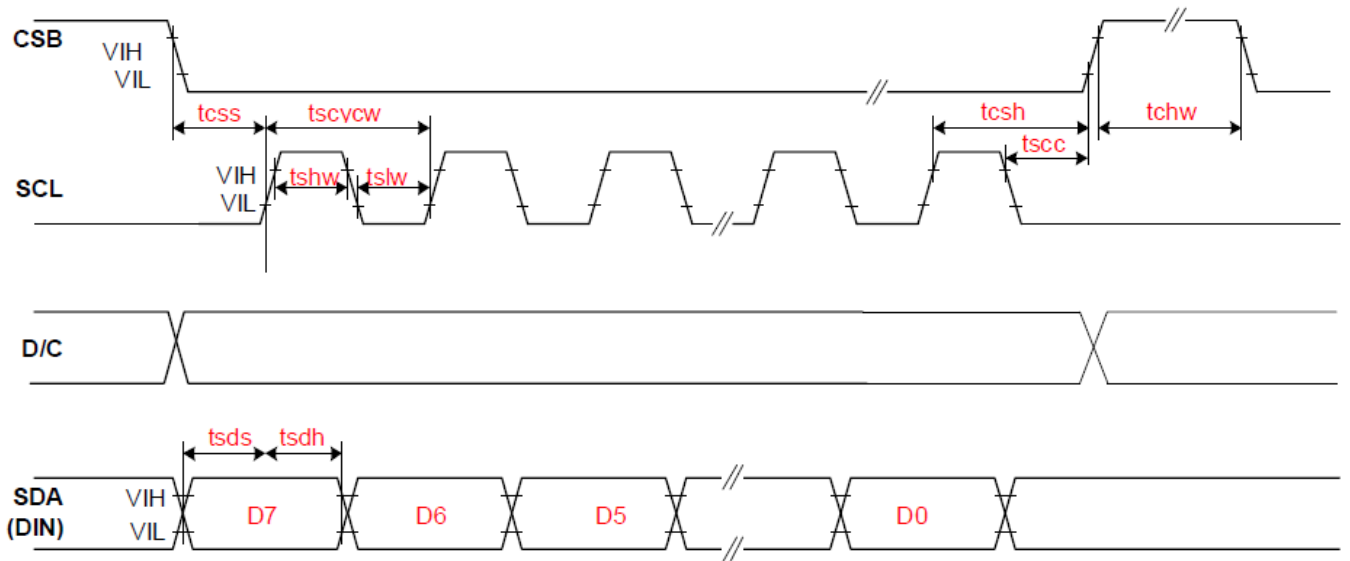 CSB
VIH
VIL
tcss
tscycw
tcsh
tchw
tscc
SCL
VIH
VIL
tshw
tslw
D/C
tsds
tsdh
SDA
(DIN)
VIH
VIL
D7
D6
D5
D0